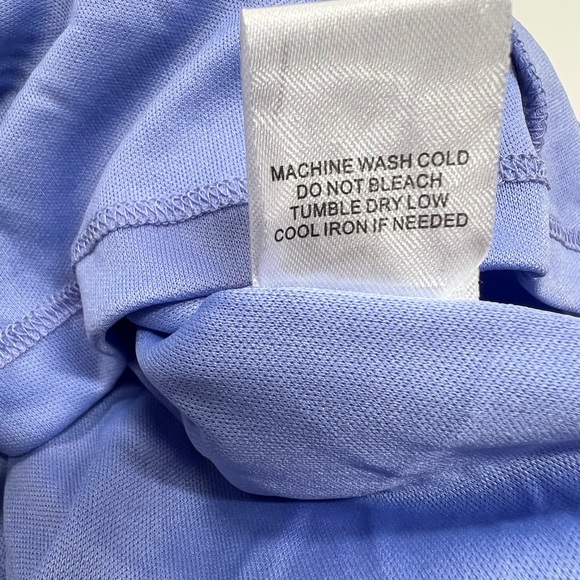 MACHINE WASH COLD
DO NOT BLEACH
TUMBLE DRY LOW
COOL IRON IF NEEDED